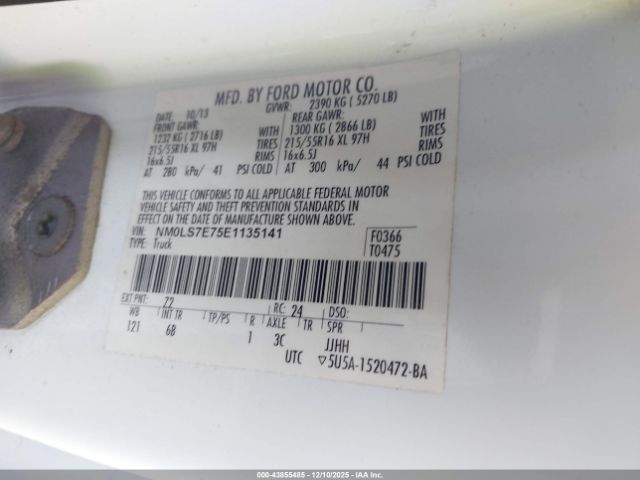 MFD. BY FORD MOTOR CO.
DATE: 10/13 GVWR: 2390 KG ( 5270 LB)
FRONT GAWR: REAR GAWR:
1232 KG ( 2716 LB) WITH 1300 KG ( 2866 LB) WITH
215/55R16 XL 97H TIRES 215/55R16 XL 97H TIRES
16x6.5J RIMS 16x6.5J RIMS
AT 280 kPa/ 41 PSI COLD AT 300 kPa/ 44 PSI COLD
THIS VEHICLE CONFORMS TO ALL APPLICABLE FEDERAL MOTOR
VEHICLE SAFETY AND THEFT PREVENTION STANDARDS IN
EFFECT ON THE DATE OF MANUFACTURE SHOWN ABOVE.
VIN: NM0LS7E75E1135141 F0366
TYPE: Truck T0475
EXT PNT: Z2 RC: 24 DSO:
WB INT TR TP/PS R AXLE TR SPR
121 6B 1 3C JJHH
UTC ▽5U5A-1520472-BA
000-43855485 - 12/10/2025 - COPYRIGHT IAA, LLC.